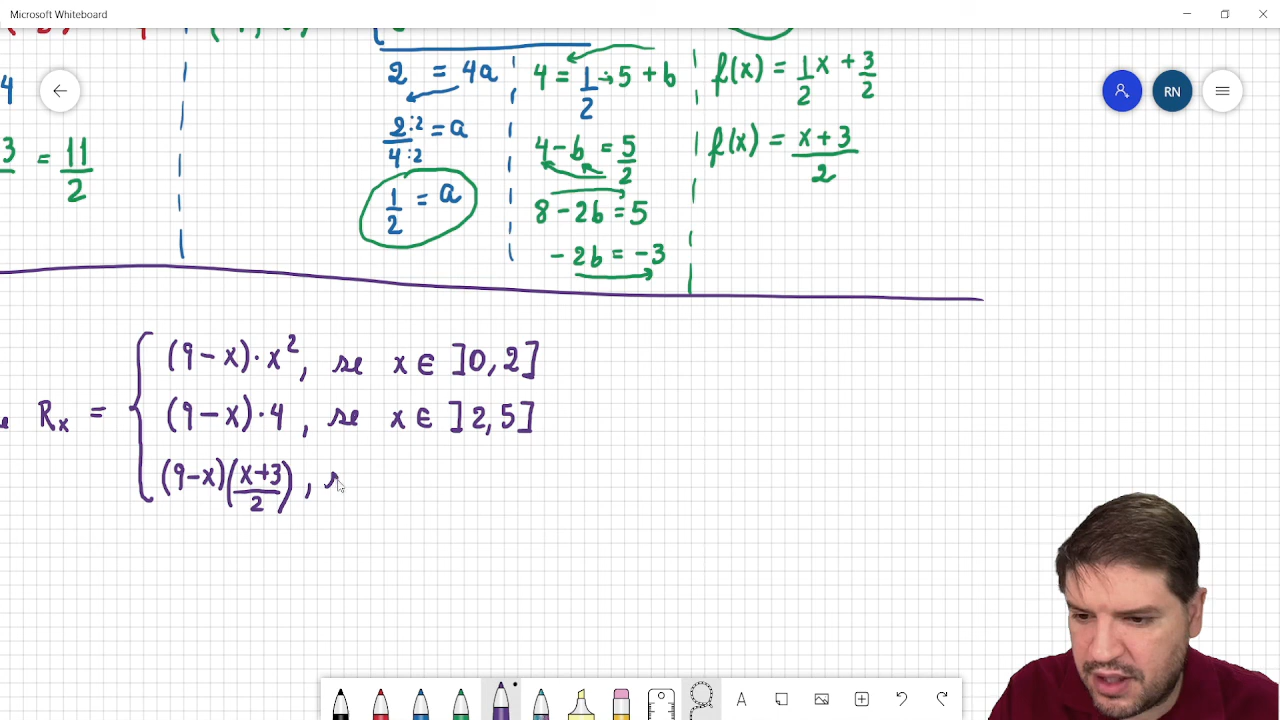 Microsoft Whiteboard
4
3 = 11/2
2 = 4a
2:2/4:2 = a
1/2 = a
4 = 1/2 · 5 + b
4 - b = 5/2
8 - 2b = 5
- 2b = -3
f(x) = 1/2 x + 3/2
f(x) = x + 3/2
RN
(9 - x) · x², se x ∈ ]0, 2]
Rx = (9 - x) · 4, se x ∈ ]2, 5]
(9 - x)(x+3/2), s
A